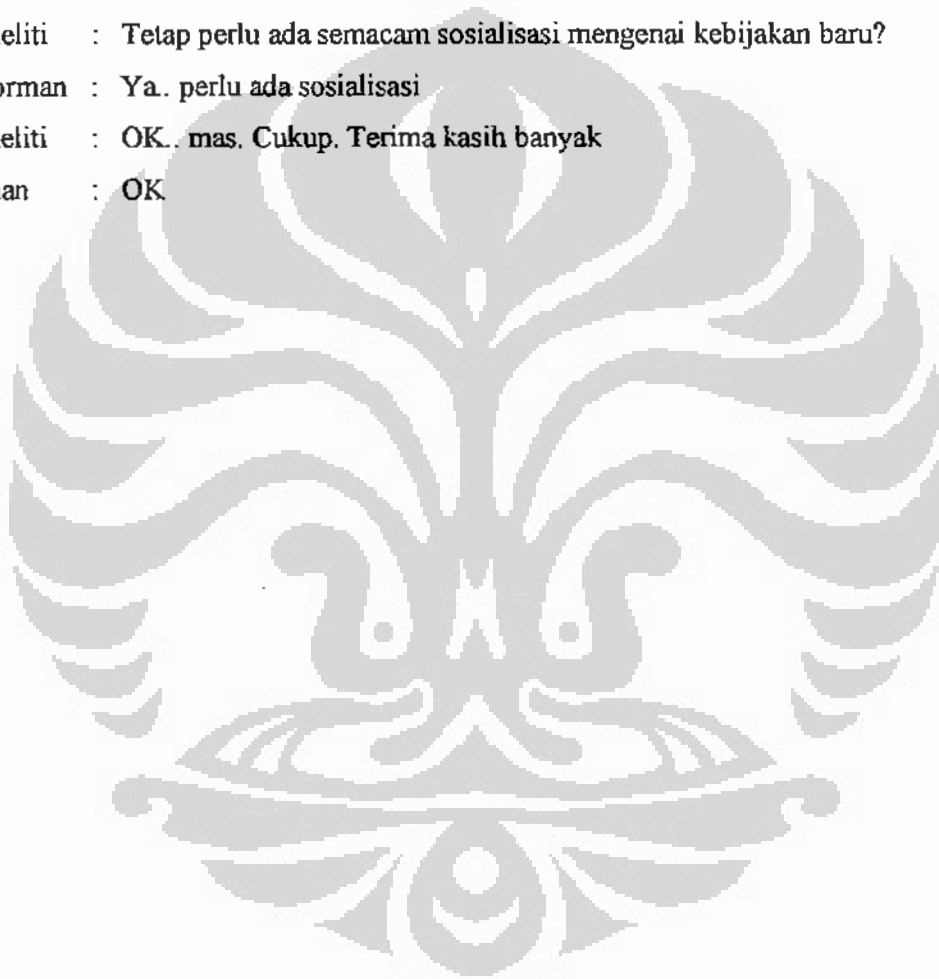 eliti : Tetap perlu ada semacam sosialisasi mengenai kebijakan baru?
orman : Ya.. perlu ada sosialisasi
eliti : OK.. mas. Cukup. Terima kasih banyak
an : OK